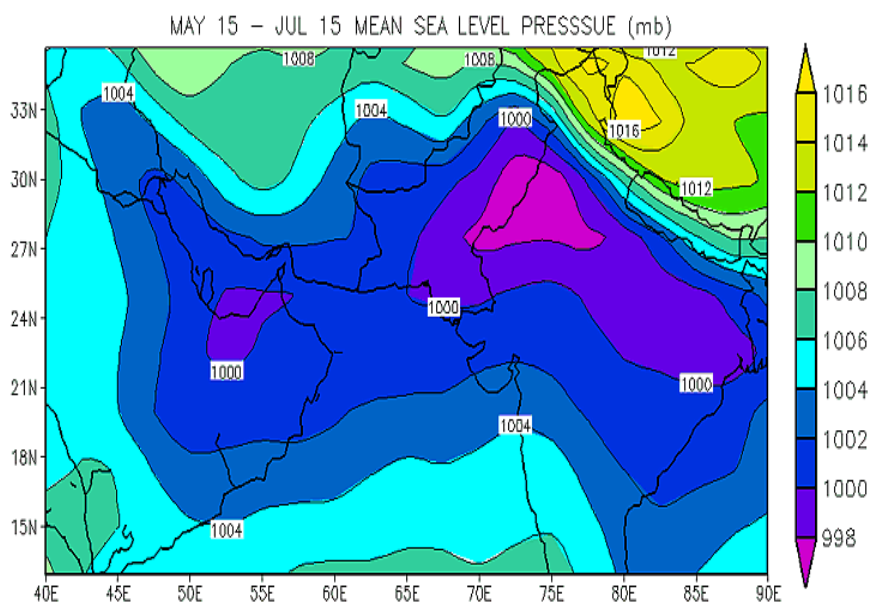 MAY 15 – JUL 15 MEAN SEA LEVEL PRESSSUE (mb)
1008 1008 1012
1004 1004 1000 1016
1012
1000
1000 1000
1004
1004
33N
30N
27N
24N
21N
18N
15N
40E 45E 50E 55E 60E 65E 70E 75E 80E 85E 90E
1016
1014
1012
1010
1008
1006
1004
1002
1000
998